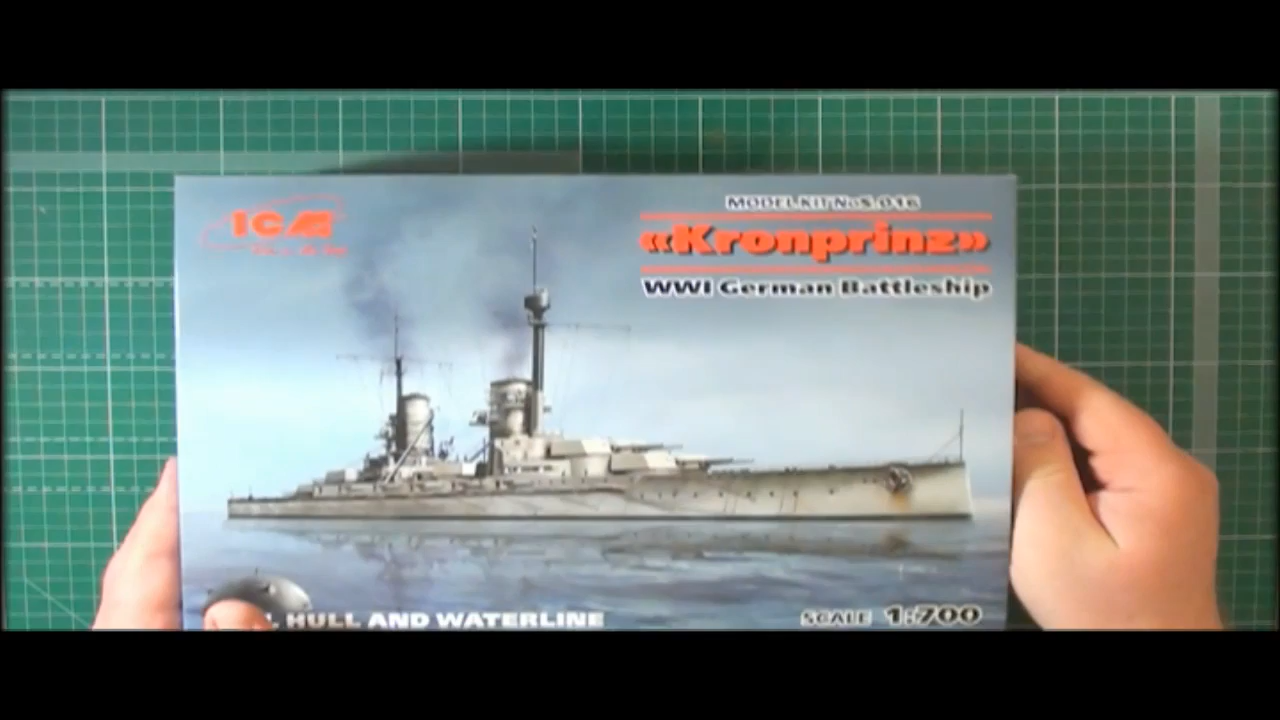 ICM
MODEL KIT No S.016
«Kronprinz»
WWI German Battleship
L HULL AND WATERLINE
SCALE 1:700